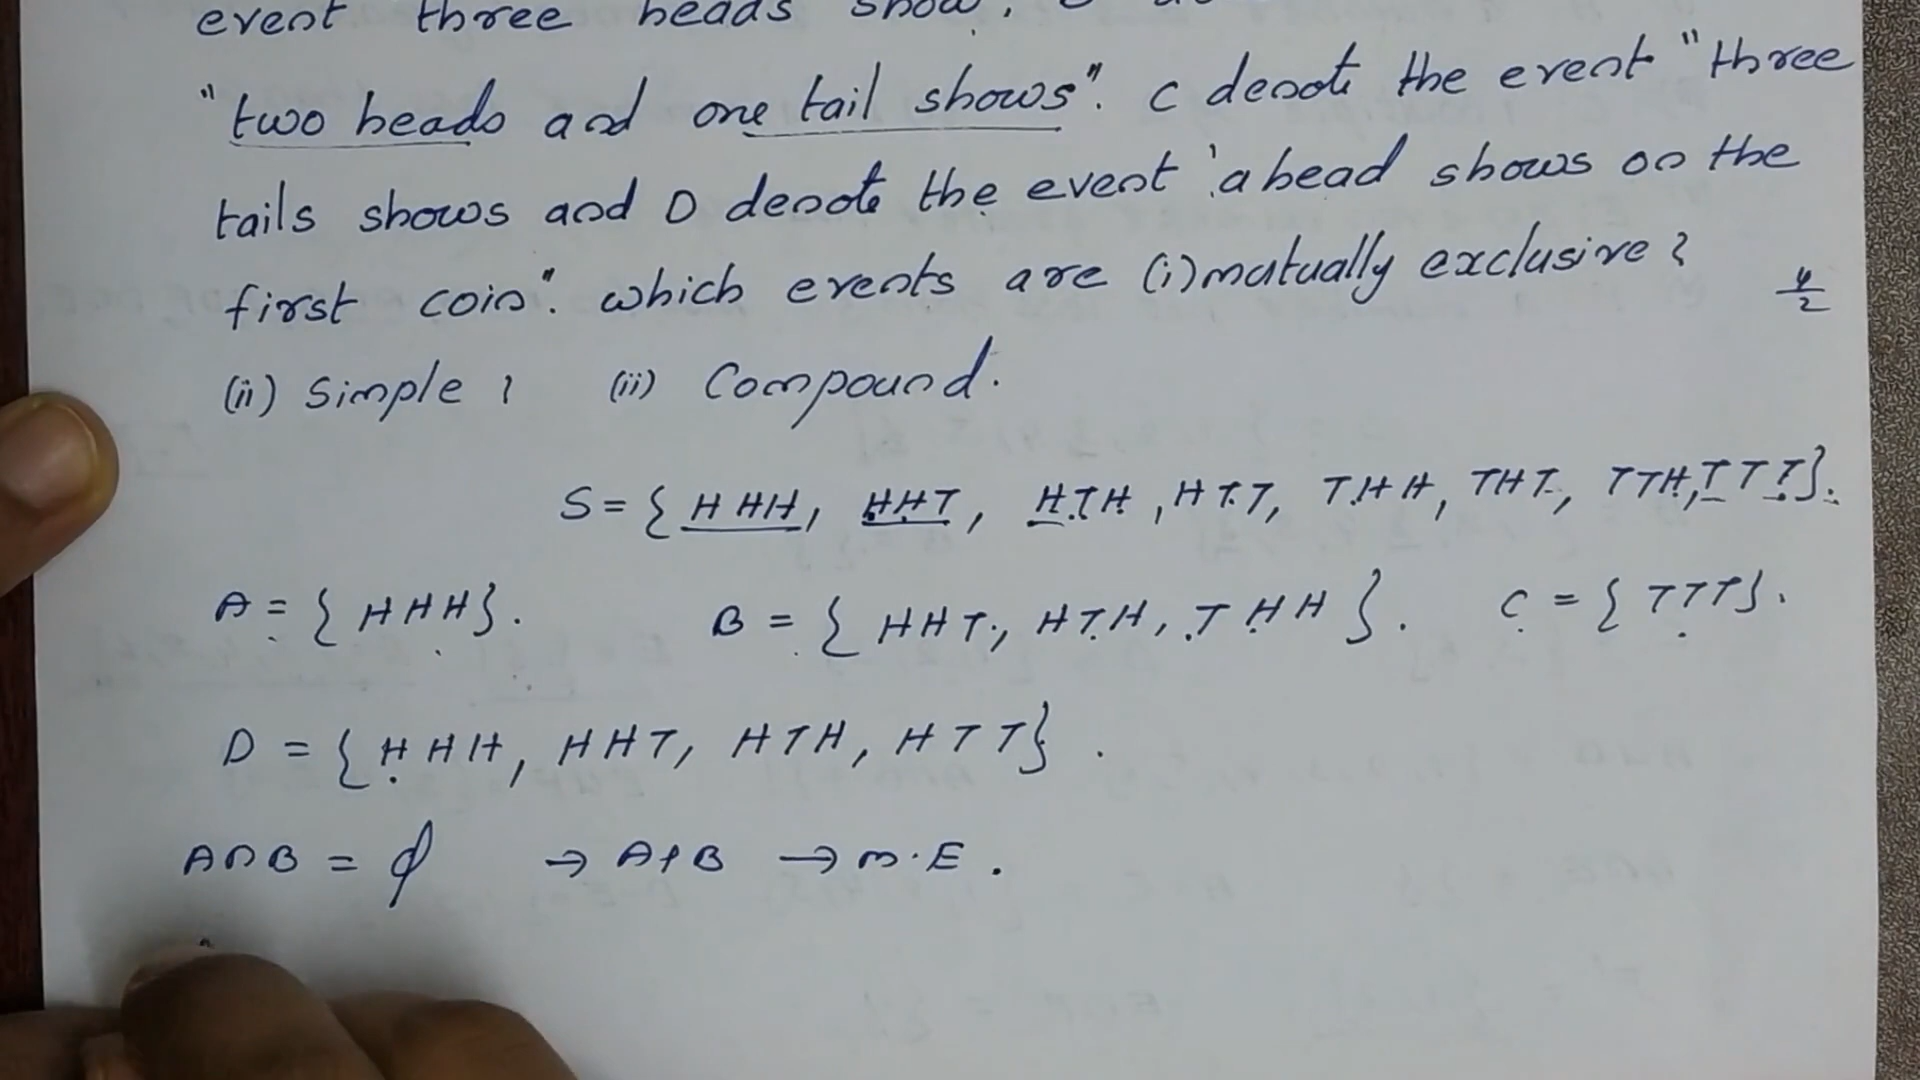 event three heads show.
"two heads and one tail shows". C denote the event "three
tails shows and D denote the event 'a head shows on the
first coin". which events are (i) mutually exclusive?
(ii) Simple ? (iii) Compound.
S = { HHH, HHT, HTH, HTT, THH, THT, TTH, TTT}.
A = { HHH}. B = { HHT, HTH, THH }. C = { TTT}.
D = { HHH, HHT, HTH, HTT} .
A∩B = ϕ → A & B → M.E.